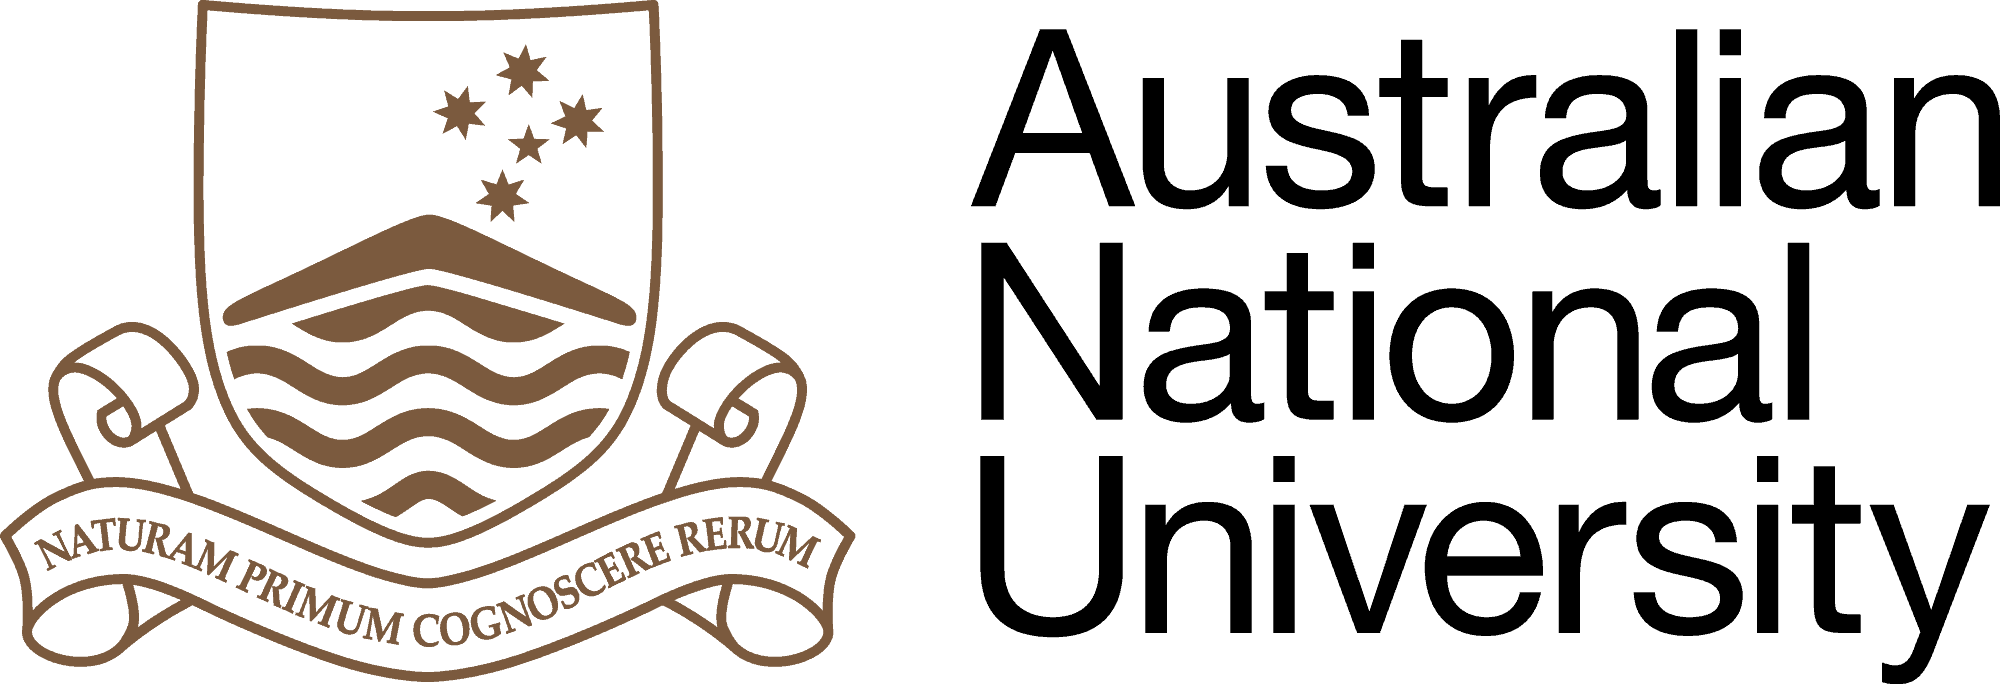 NATURAM PRIMUM COGNOSCERE RERUM
Australian
National
University